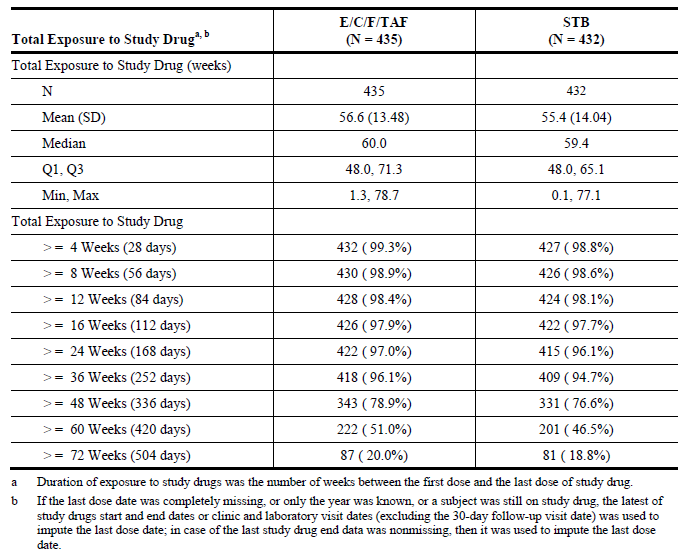 Total Exposure to Study Drug^a, b E/C/F/TAF (N = 435) STB (N = 432)
Total Exposure to Study Drug (weeks)
N 435 432
Mean (SD) 56.6 (13.48) 55.4 (14.04)
Median 60.0 59.4
Q1, Q3 48.0, 71.3 48.0, 65.1
Min, Max 1.3, 78.7 0.1, 77.1
Total Exposure to Study Drug
> = 4 Weeks (28 days) 432 ( 99.3%) 427 ( 98.8%)
> = 8 Weeks (56 days) 430 ( 98.9%) 426 ( 98.6%)
> = 12 Weeks (84 days) 428 ( 98.4%) 424 ( 98.1%)
> = 16 Weeks (112 days) 426 ( 97.9%) 422 ( 97.7%)
> = 24 Weeks (168 days) 422 ( 97.0%) 415 ( 96.1%)
> = 36 Weeks (252 days) 418 ( 96.1%) 409 ( 94.7%)
> = 48 Weeks (336 days) 343 ( 78.9%) 331 ( 76.6%)
> = 60 Weeks (420 days) 222 ( 51.0%) 201 ( 46.5%)
> = 72 Weeks (504 days) 87 ( 20.0%) 81 ( 18.8%)
a Duration of exposure to study drugs was the number of weeks between the first dose and the last dose of study drug.
b If the last dose date was completely missing, or only the year was known, or a subject was still on study drug, the latest of
study drugs start and end dates or clinic and laboratory visit dates (excluding the 30-day follow-up visit date) was used to
impute the last dose date; in case of the last study drug end data was nonmissing, then it was used to impute the last dose
date.